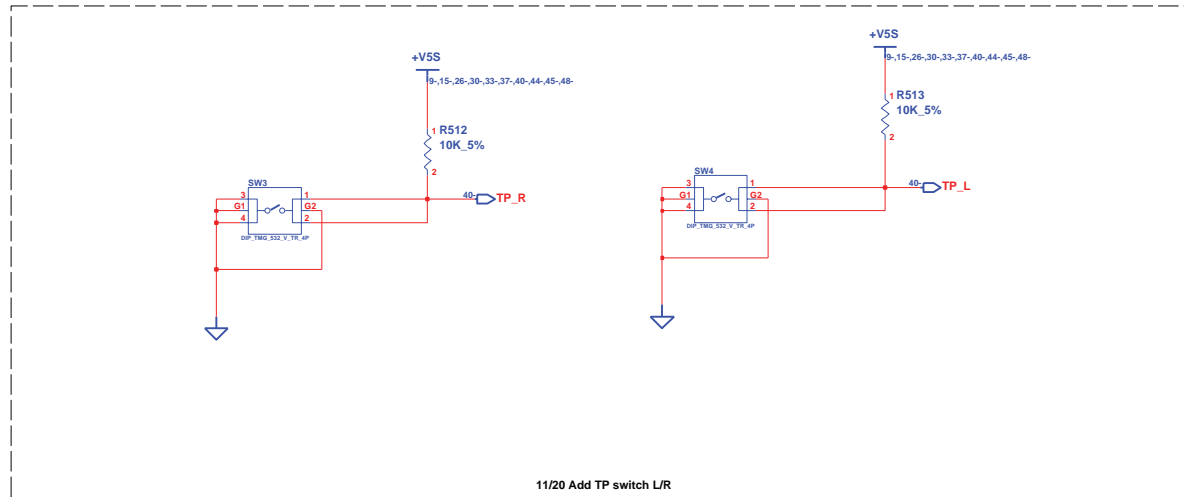 +V5S
9-,15-,26-,30-,33-,37-,40-,44-,45-,48-
1
R512
10K_5%
2
SW3
3
1
G1
G2
4
2
DIP_TMG_532_V_TR_4P
40-
TP_R
+V5S
9-,15-,26-,30-,33-,37-,40-,44-,45-,48-
1
R513
10K_5%
2
SW4
3
1
G1
G2
4
2
DIP_TMG_532_V_TR_4P
40-
TP_L
11/20 Add TP switch L/R